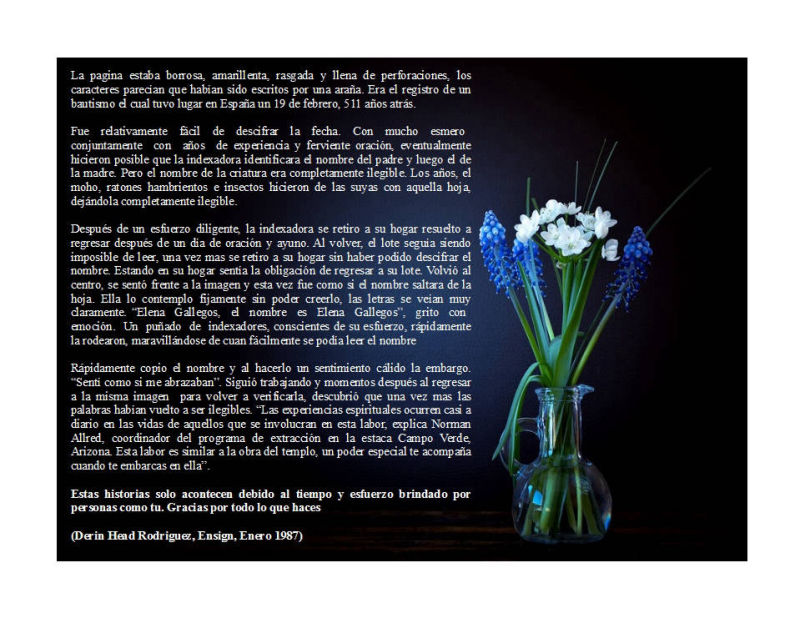 La pagina estaba borrosa, amarillenta, rasgada y llena de perforaciones, los
caracteres parecian que habian sido escritos por una araña. Era el registro de un
bautismo el cual tuvo lugar en España un 19 de febrero, 511 años atrás.
Fue relativamente fácil de descifrar la fecha. Con mucho esmero
conjuntamente con años de experiencia y ferviente oración, eventualmente
hicieron posible que la indexadora identificara el nombre del padre y luego el de
la madre. Pero el nombre de la criatura era completamente ilegible. Los años, el
moho, ratones hambrientos e insectos hicieron de las suyas con aquella hoja,
dejándola completamente ilegible.
Después de un esfuerzo diligente, la indexadora se retiro a su hogar resuelto a
regresar después de un dia de oración y ayuno. Al volver, el lote seguia siendo
imposible de leer, una vez mas se retiro a su hogar sin haber podido descifrar el
nombre. Estando en su hogar sentia la obligación de regresar a su lote. Volvió al
centro, se sentó frente a la imagen y esta vez fue como si el nombre saltara de la
hoja. Ella lo contemplo fijamente sin poder creerlo, las letras se veian muy
claramente. “Elena Gallegos, el nombre es Elena Gallegos”, grito con
emoción. Un puñado de indexadores, conscientes de su esfuerzo, rápidamente
la rodearon, maravillándose de cuan fácilmente se podia leer el nombre
Rápidamente copio el nombre y al hacerlo un sentimiento cálido la embargo.
“Senti como si me abrazaban”. Siguió trabajando y momentos después al regresar
a la misma imagen para volver a verificarla, descubrió que una vez mas las
palabras habian vuelto a ser ilegibles. “Las experiencias espirituales ocurren casi a
diario en las vidas de aquellos que se involucran en esta labor, explica Norman
Allred, coordinador del programa de extracción en la estaca Campo Verde,
Arizona. Esta labor es similar a la obra del templo, un poder especial te acompaña
cuando te embarcas en ella”.
Estas historias solo acontecen debido al tiempo y esfuerzo brindado por
personas como tu. Gracias por todo lo que haces
(Derin Head Rodriguez, Ensign, Enero 1987)